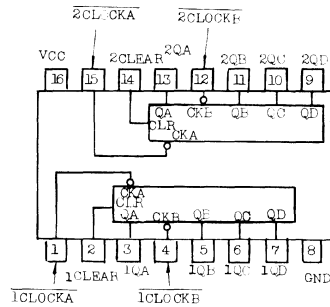 2CLOCKA 2CLOCKB
VCC 2CLEAR 2QA 2QB 2QC 2QD
16 15 14 13 12 11 10 9
QA CKB QB QC QD
CLR
CKA
CKA
CLR
QA CKB QB QC QD
1 2 3 4 5 6 7 8
1CLEAR 1QA 1QB 1QC 1QD GND
1CLOCKA 1CLOCKB